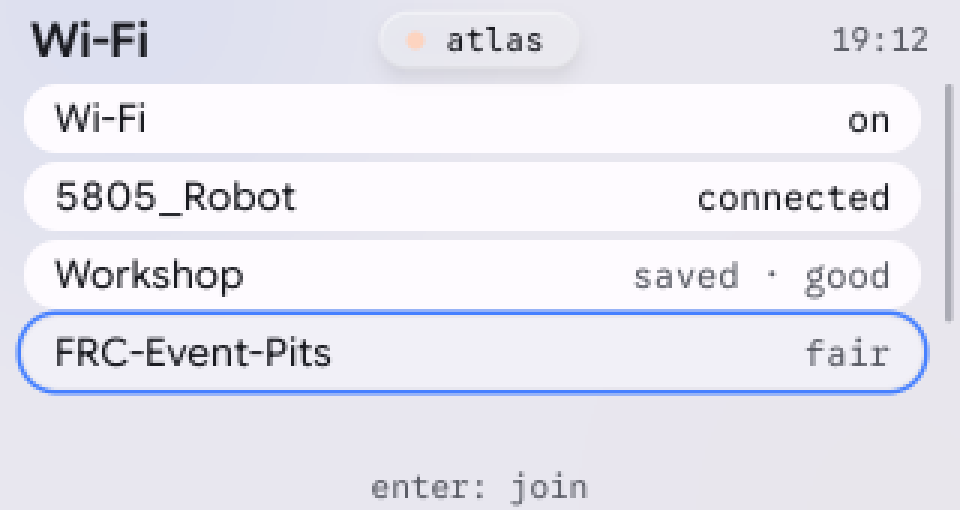 Wi-Fi atlas 19:12
Wi-Fi on
5805_Robot connected
Workshop saved · good
FRC-Event-Pits fair
enter: join